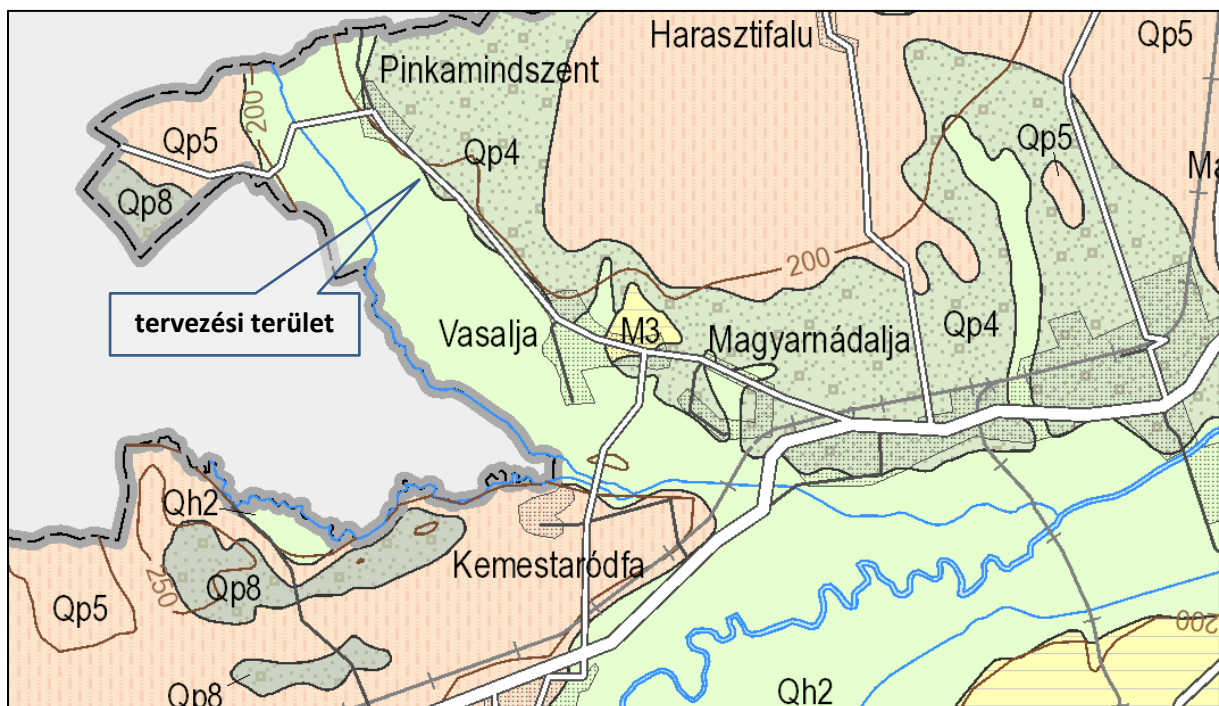 Harasztifalu
Qp5
Pinkamindszent
200
Qp5
Qp4
Qp5
Ma
Qp8
200
tervezési terület
Vasalja
M3
Magyarnádalja
Qp4
Qh2
250
Qp8
Kemestaródfa
Qp5
200
Qp8
Qh2